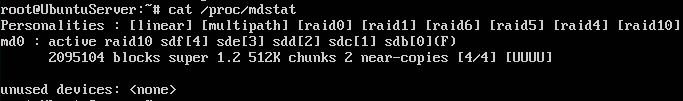 root@UbuntuServer:~# cat /proc/mdstat
Personalities : [linear] [multipath] [raid0] [raid1] [raid6] [raid5] [raid4] [raid10]
md0 : active raid10 sdf[4] sde[3] sdd[2] sdc[1] sdb[0](F)
2095104 blocks super 1.2 512K chunks 2 near-copies [4/4] [UUUU]
unused devices: <none>